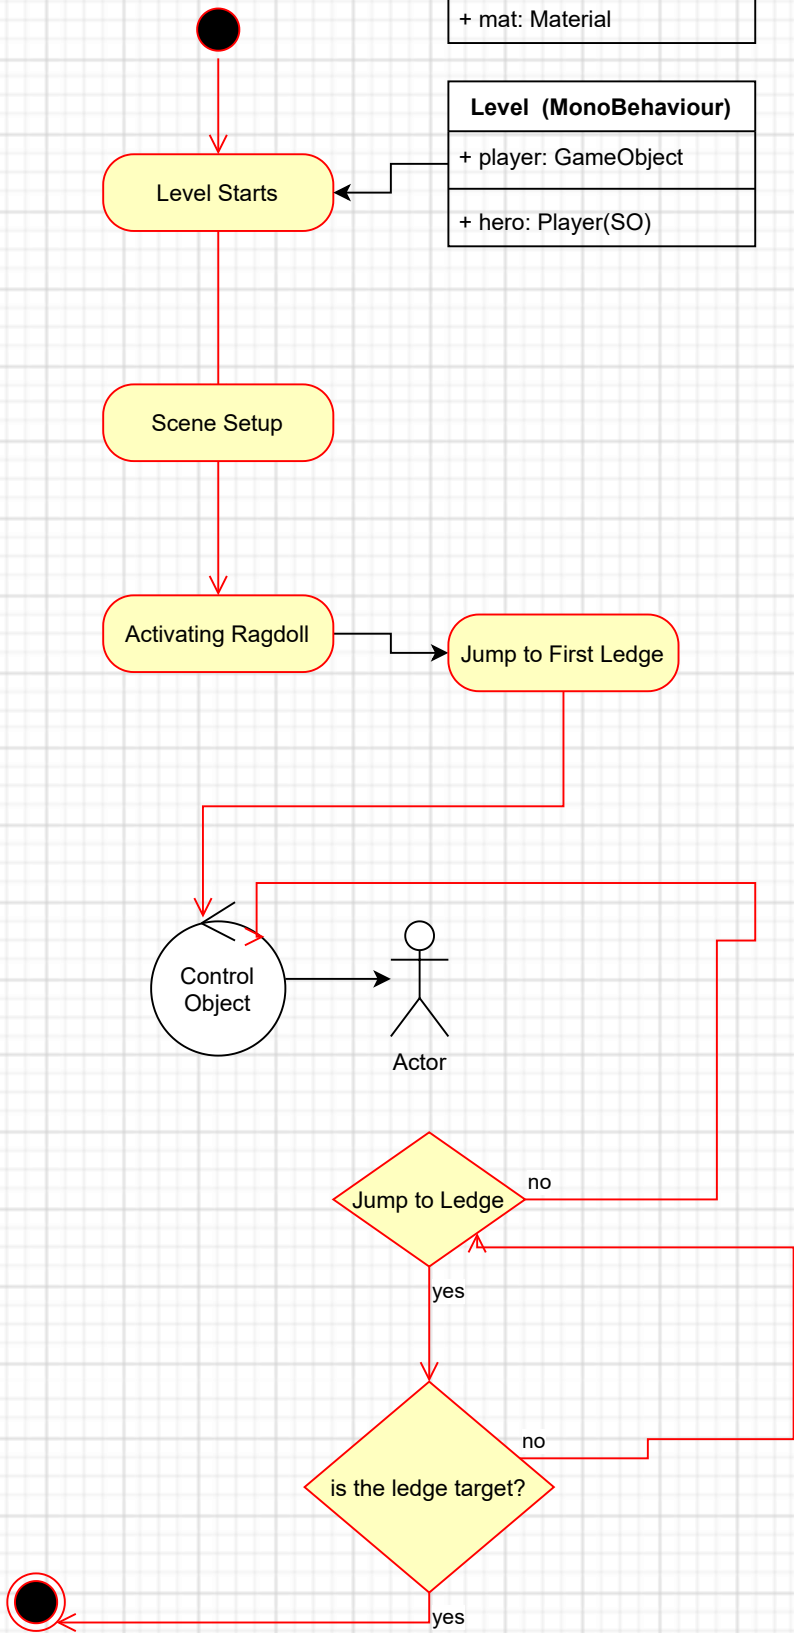 + mat: Material
Level  (MonoBehaviour)
+ player: GameObject
Level Starts
+ hero: Player(SO)
Scene Setup
Activating Ragdoll
Jump to First Ledge
Control
Object
Actor
Jump to Ledge
no
yes
no
is the ledge target?
yes